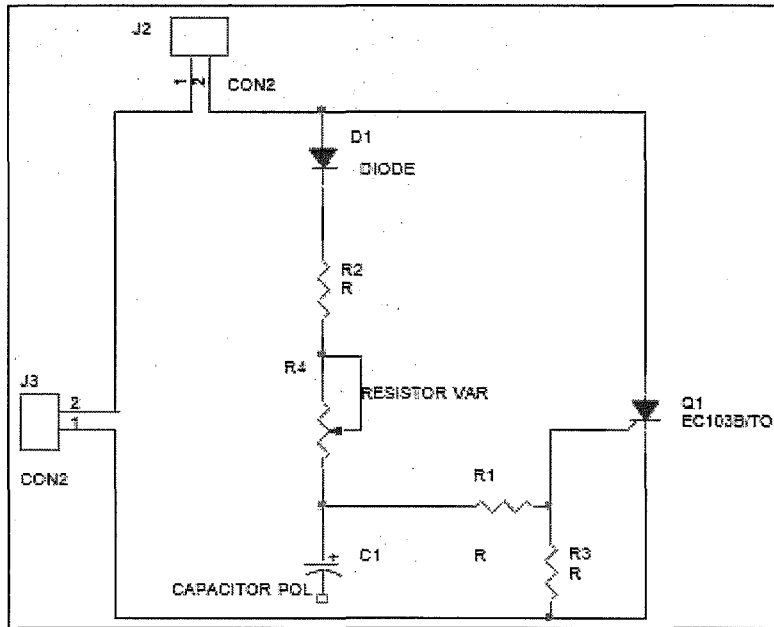 J2
1
2
CON2
D1
DIODE
R2
R
R4
RESISTOR VAR
J3
2
1
CON2
Q1
EC103B/TO
R1
R
C1
+
CAPACITOR POL
R3
R